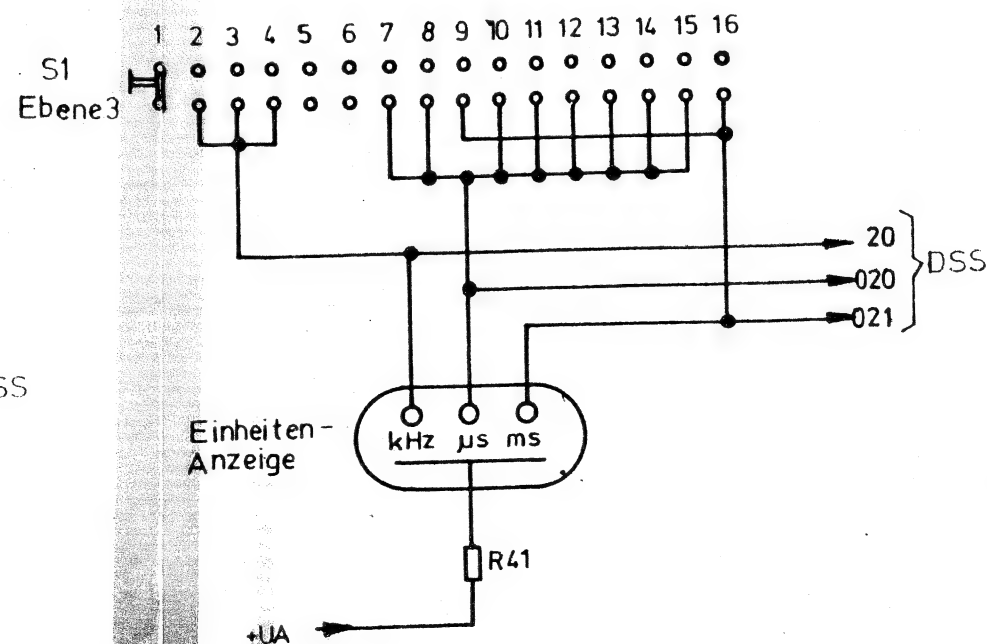 1 2 3 4 5 6 7 8 9 10 11 12 13 14 15 16
S1
Ebene3
20
020
021
DSS
SS
Einheiten-
Anzeige
kHz µs ms
R41
+UA